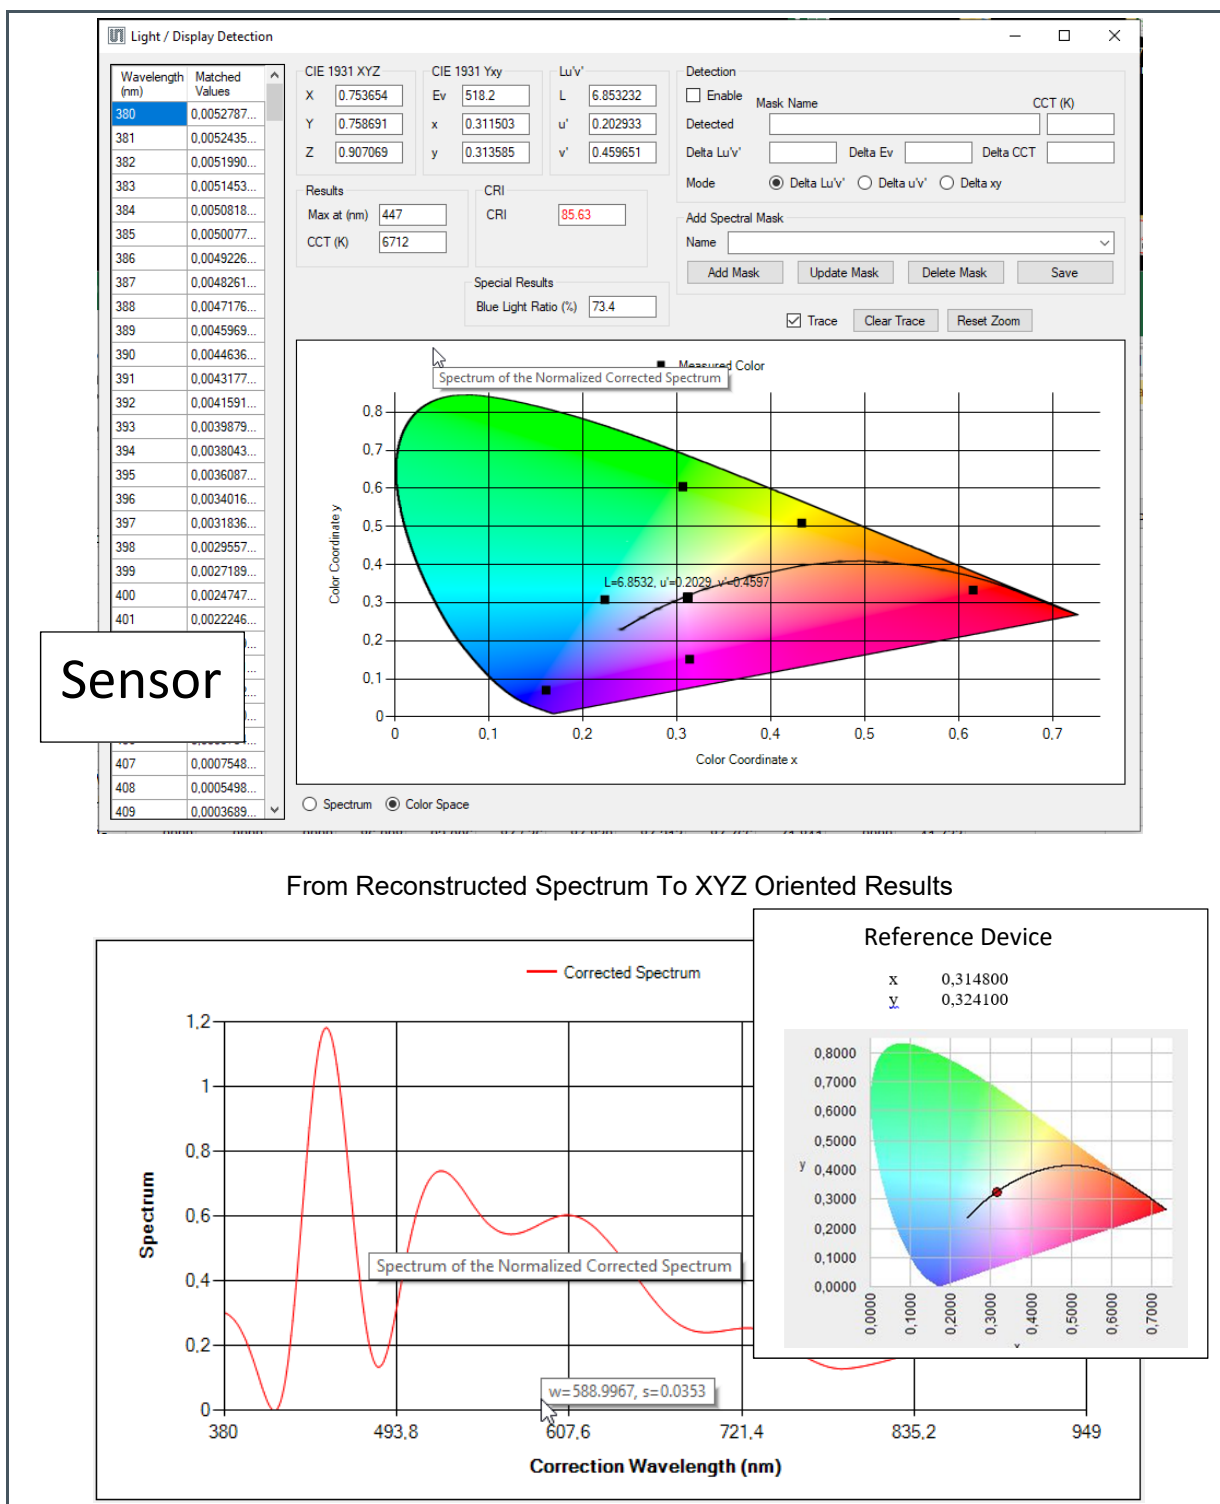 Light / Display Detection
Wavelength (nm) Matched Values
380 0,0052787...
381 0,0052435...
382 0,0051990...
383 0,0051453...
384 0,0050818...
385 0,0050077...
386 0,0049226...
387 0,0048261...
388 0,0047176...
389 0,0045969...
390 0,0044636...
391 0,0043177...
392 0,0041591...
393 0,0039879...
394 0,0038043...
395 0,0036087...
396 0,0034016...
397 0,0031836...
398 0,0029557...
399 0,0027189...
400 0,0024747...
401 0,0022246...
407 0,0007548...
408 0,0005498...
409 0,0003689...
Sensor
CIE 1931 XYZ
X 0.753654
Y 0.758691
Z 0.907069
CIE 1931 Yxy
Ev 518.2
x 0.311503
y 0.313585
Lu'v'
L 6.853232
u' 0.202933
v' 0.459651
Results
Max at (nm) 447
CCT (K) 6712
CRI
CRI 85.63
Special Results
Blue Light Ratio (%) 73.4
Detection
Enable Mask Name CCT (K)
Detected
Delta Lu'v' Delta Ev Delta CCT
Mode Delta Lu'v' Delta u'v' Delta xy
Add Spectral Mask
Name
Add Mask Update Mask Delete Mask Save
Trace Clear Trace Reset Zoom
Measured Color
Spectrum of the Normalized Corrected Spectrum
Color Coordinate y
0,8
0,7
0,6
0,5
0,4
0,3
0,2
0,1
0
L=6.8532, u'=0.2029, v'=0.4597
0 0,1 0,2 0,3 0,4 0,5 0,6 0,7
Color Coordinate x
Spectrum Color Space
From Reconstructed Spectrum To XYZ Oriented Results
Corrected Spectrum
Spectrum
1,2
1
0,8
0,6
0,4
0,2
0
Spectrum of the Normalized Corrected Spectrum
w=588.9967, s=0.0353
380 493,8 607,6 721,4 835,2 949
Correction Wavelength (nm)
Reference Device
x 0,314800
y 0,324100
0,8000
0,7000
0,6000
0,5000
y 0,4000
0,3000
0,2000
0,1000
0,0000
0,0000 0,1000 0,2000 0,3000 0,4000 0,5000 0,6000 0,7000